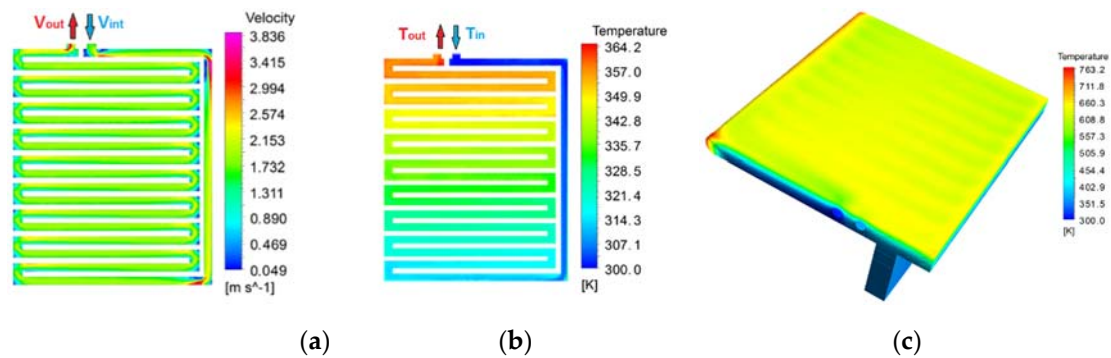 Vout Vint
Velocity
3.836
3.415
2.994
2.574
2.153
1.732
1.311
0.890
0.469
0.049
[m s^-1]
(a)
Tout Tin
Temperature
364.2
357.0
349.9
342.8
335.7
328.5
321.4
314.3
307.1
300.0
[K]
(b)
Temperature
763.2
711.8
660.3
608.8
557.3
505.9
454.4
402.9
351.5
300.0
[K]
(c)